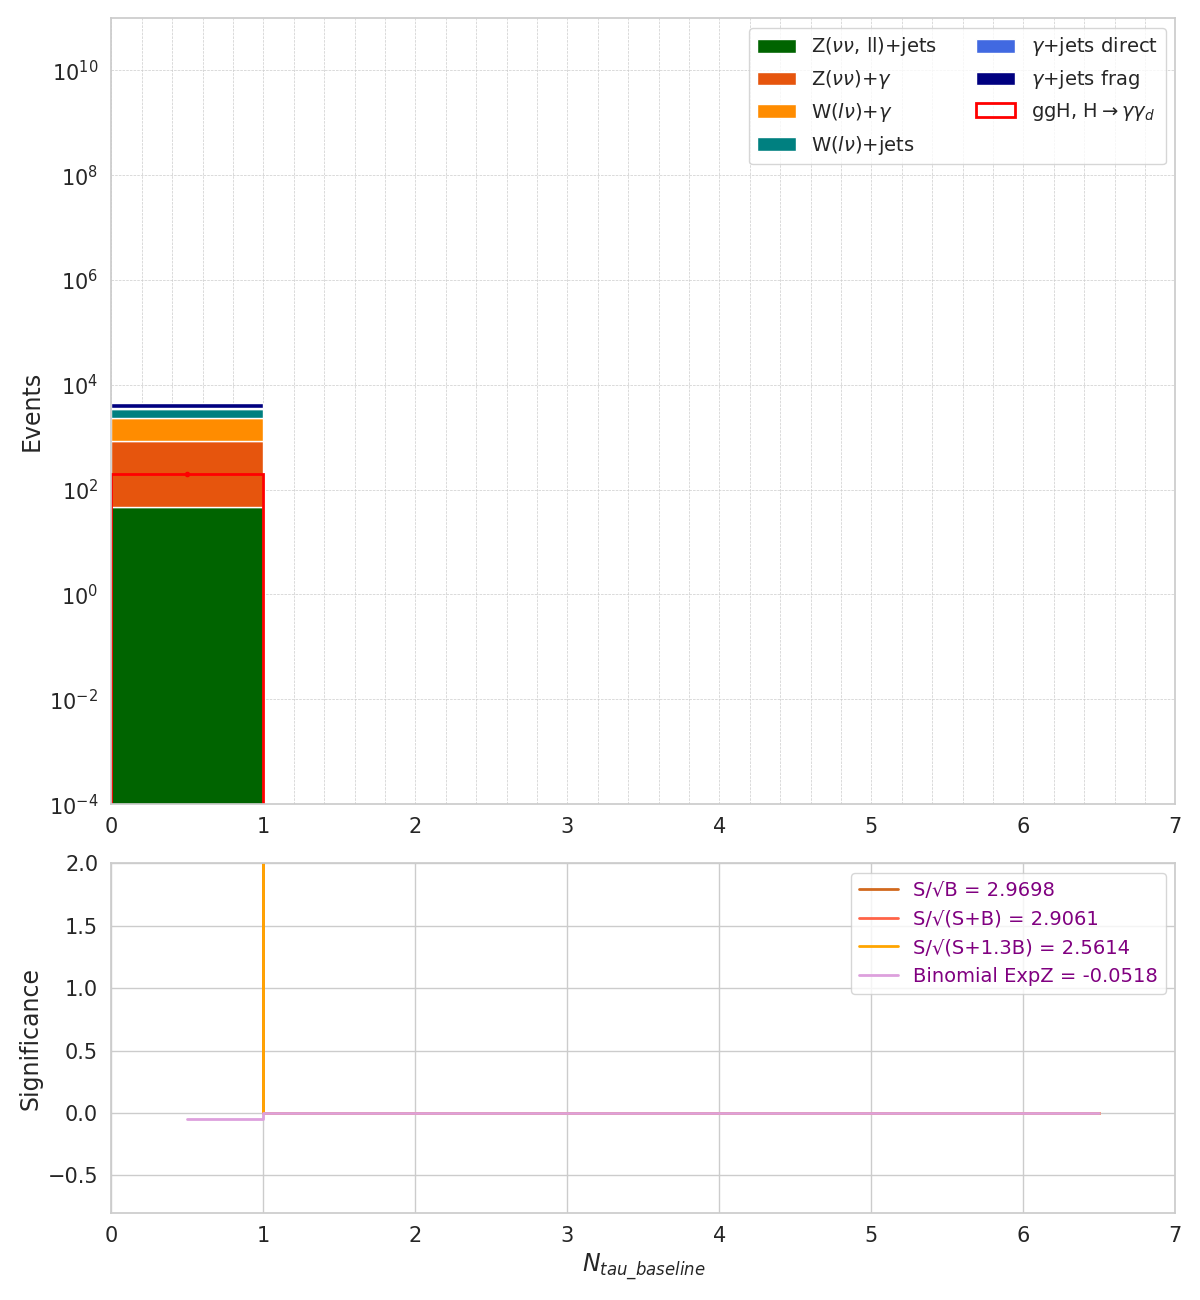 Z(νν, ll)+jets
Z(νν)+γ
W(lν)+γ
W(lν)+jets
γ+jets direct
γ+jets frag
ggH, H→γγ_d
Events
10^10
10^8
10^6
10^4
10^2
10^0
10^−2
10^−4
0 1 2 3 4 5 6 7
S/√B = 2.9698
S/√(S+B) = 2.9061
S/√(S+1.3B) = 2.5614
Binomial ExpZ = -0.0518
Significance
2.0
1.5
1.0
0.5
0.0
−0.5
0 1 2 3 4 5 6 7
N_tau_baseline